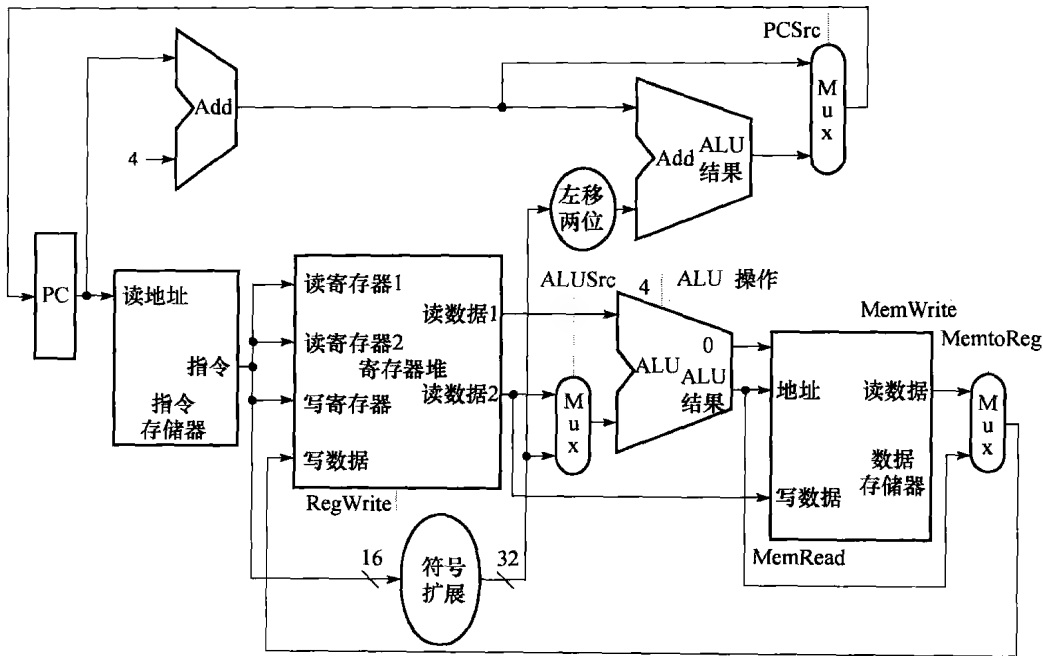 PCSrc
Add
Mux
4
Add
ALU
结果
左移
两位
PC
读地址
指令
指令
存储器
读寄存器1
读数据1
读寄存器2
寄存器堆
读数据2
写寄存器
写数据
RegWrite
ALUSrc
4
ALU 操作
Mux
0
ALU
ALU
结果
MemWrite
MemtoReg
地址
读数据
数据
存储器
写数据
MemRead
Mux
16
符号
扩展
32